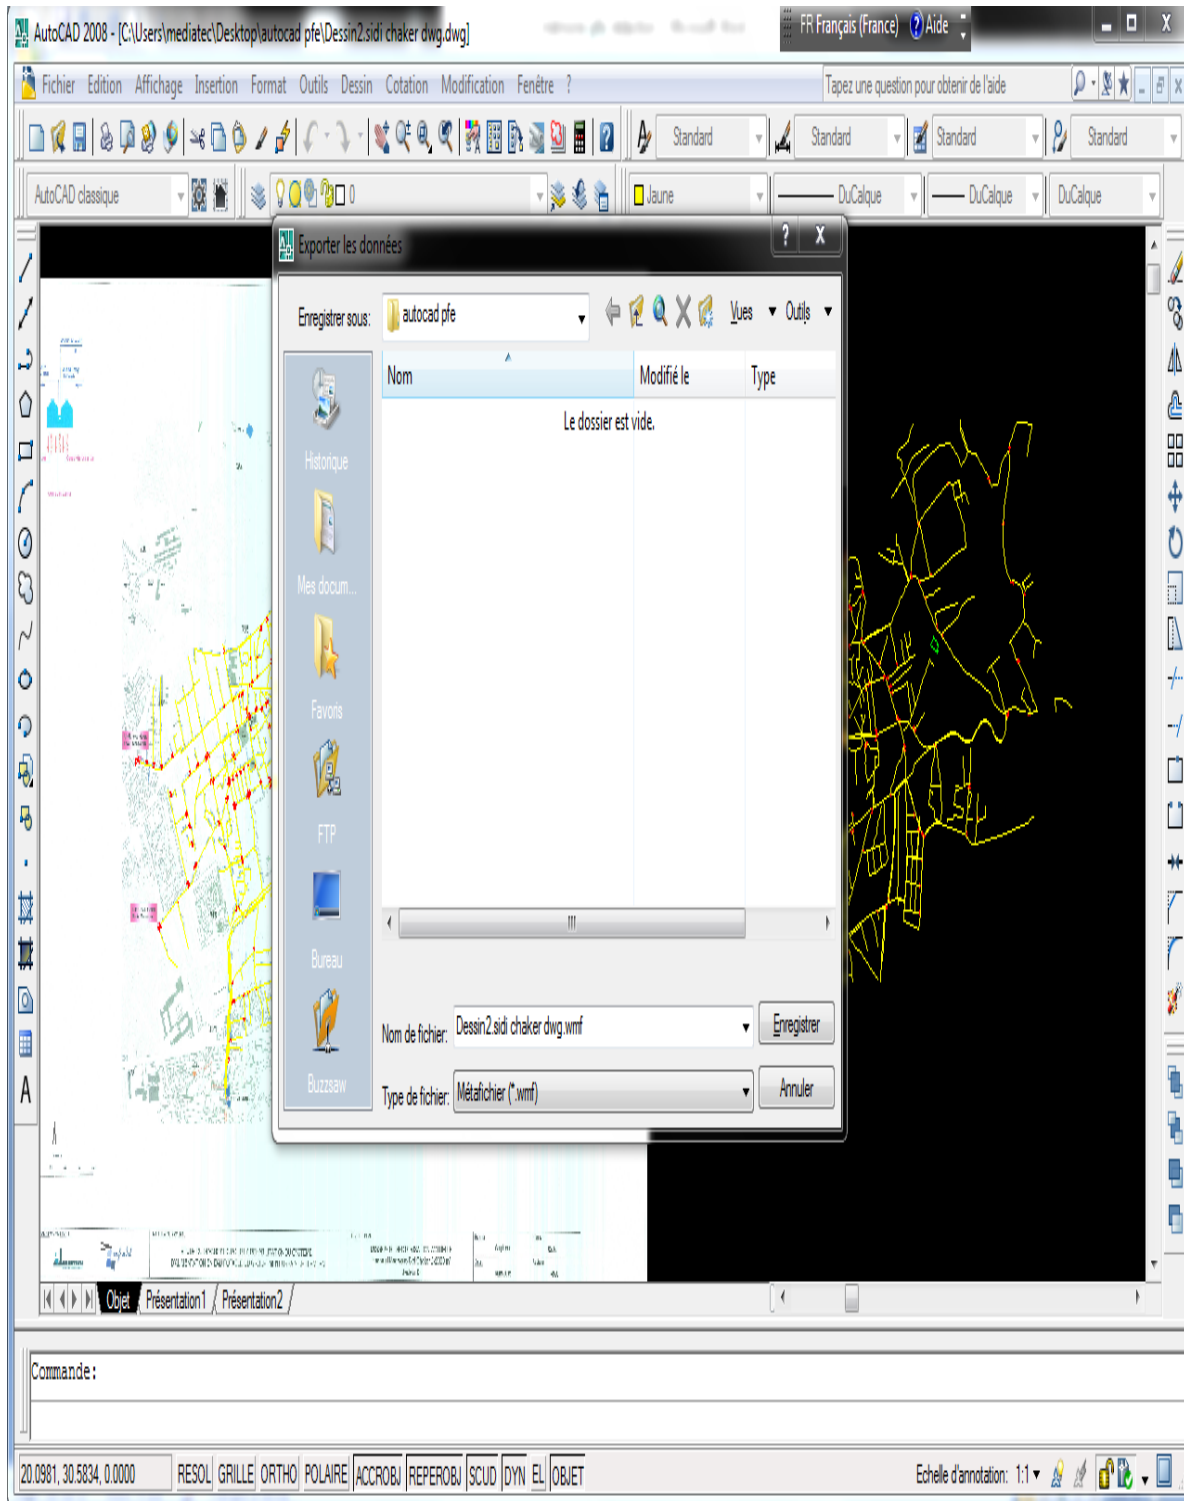 AutoCAD 2008 - [C:\Users\mediatec\Desktop\autocad pfe\Dessin2.sidi chaker dwg.dwg]
FR Français (France) Aide
Fichier Edition Affichage Insertion Format Outils Dessin Cotation Modification Fenêtre ?
Tapez une question pour obtenir de l'aide
Standard Standard Standard Standard
AutoCAD classique 0 Jaune DuCalque DuCalque DuCalque
Exporter les données
Enregistrer sous: autocad pfe Vues Outils
Nom Modifié le Type
Le dossier est vide.
Historique
Mes docum...
Favoris
FTP
Bureau
Buzzsaw
Nom de fichier: Dessin2.sidi chaker dwg.wmf Enregistrer
Type de fichier: Métafichier (*.wmf) Annuler
Objet Présentation1 Présentation2
Commande:
20.0981, 30.5834, 0.0000 RESOL GRILLE ORTHO POLAIRE ACCROBJ REPEROBJ SCUD DYN EL OBJET Echelle d'annotation: 1:1